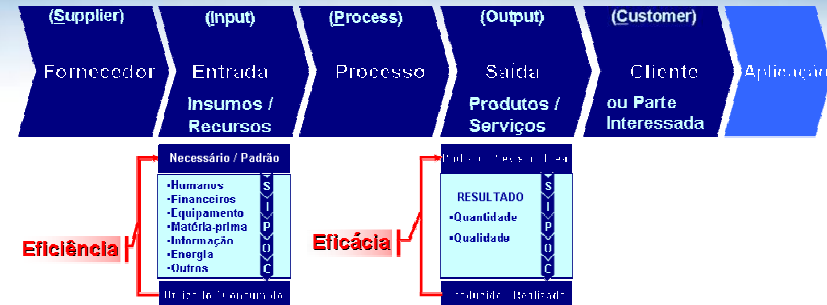 (Supplier)
Fornecedor
(Input)
Entrada
Insumos /
Recursos
(Process)
Processo
(Output)
Saída
Produtos /
Serviços
(Customer)
Cliente
ou Parte
Interessada
Aplicação
Eficiência
Necessário / Padrão
•Humanos
•Financeiros
•Equipamento
•Matéria-prima
•Informação
•Energia
•Outros
S
I
P
O
C
Eficácia
RESULTADO
•Quantidade
•Qualidade
S
I
P
O
C